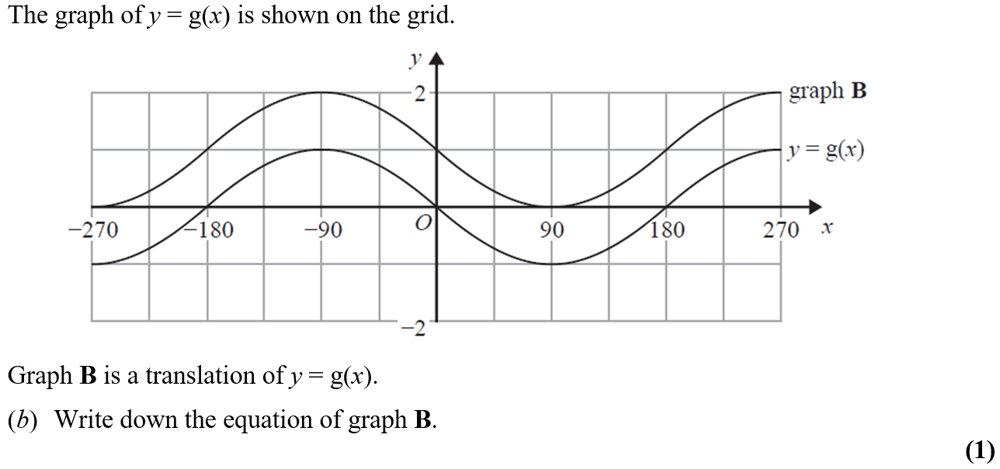 The graph of y = g(x) is shown on the grid.
y
2
graph B
y = g(x)
−270
−180
−90
O
90
180
270
x
−2
Graph B is a translation of y = g(x).
(b) Write down the equation of graph B.
(1)